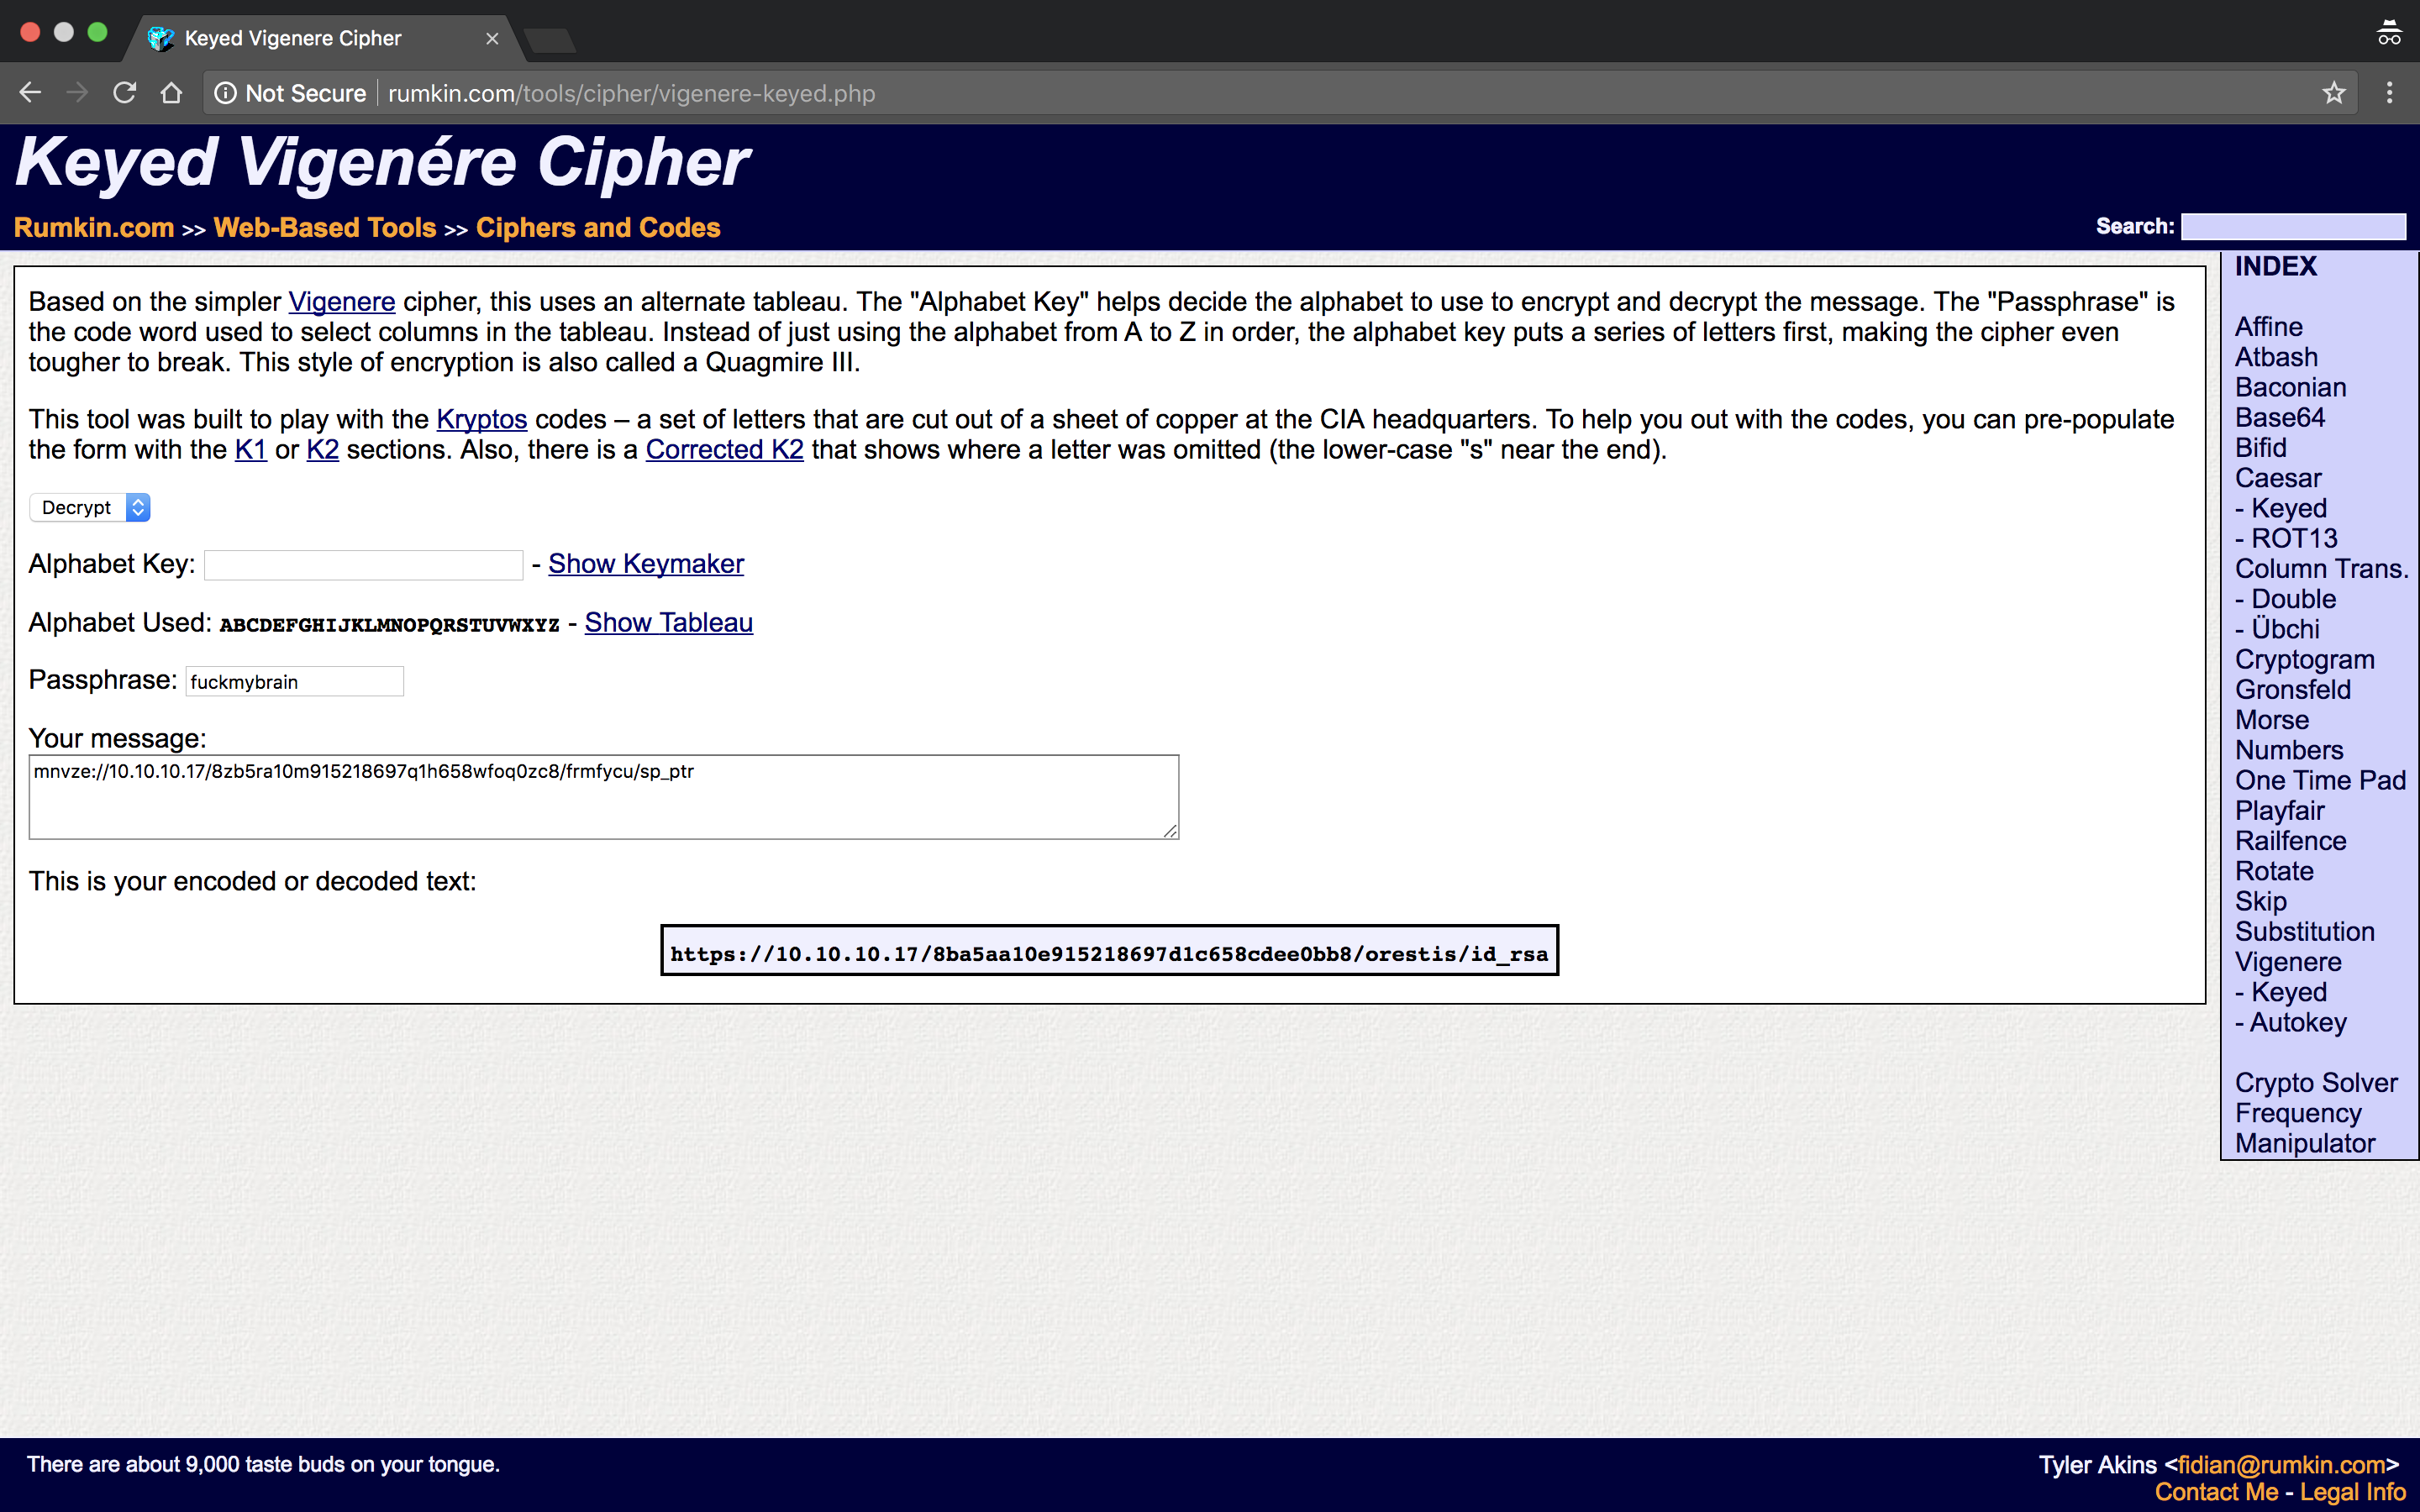 Keyed Vigenere Cipher
Not Secure rumkin.com/tools/cipher/vigenere-keyed.php
Keyed Vigenére Cipher
Rumkin.com >> Web-Based Tools >> Ciphers and Codes
Search:
Based on the simpler Vigenere cipher, this uses an alternate tableau. The "Alphabet Key" helps decide the alphabet to use to encrypt and decrypt the message. The "Passphrase" is
the code word used to select columns in the tableau. Instead of just using the alphabet from A to Z in order, the alphabet key puts a series of letters first, making the cipher even
tougher to break. This style of encryption is also called a Quagmire III.
This tool was built to play with the Kryptos codes – a set of letters that are cut out of a sheet of copper at the CIA headquarters. To help you out with the codes, you can pre-populate
the form with the K1 or K2 sections. Also, there is a Corrected K2 that shows where a letter was omitted (the lower-case "s" near the end).
Decrypt
Alphabet Key: - Show Keymaker
Alphabet Used: ABCDEFGHIJKLMNOPQRSTUVWXYZ - Show Tableau
Passphrase: fuckmybrain
Your message:
mnvze://10.10.10.17/8zb5ra10m915218697q1h658wfoq0zc8/frmfycu/sp_ptr
This is your encoded or decoded text:
https://10.10.10.17/8ba5aa10e915218697d1c658cdee0bb8/orestis/id_rsa
INDEX
Affine
Atbash
Baconian
Base64
Bifid
Caesar
- Keyed
- ROT13
Column Trans.
- Double
- Übchi
Cryptogram
Gronsfeld
Morse
Numbers
One Time Pad
Playfair
Railfence
Rotate
Skip
Substitution
Vigenere
- Keyed
- Autokey
Crypto Solver
Frequency
Manipulator
There are about 9,000 taste buds on your tongue.
Tyler Akins <fidian@rumkin.com>
Contact Me - Legal Info